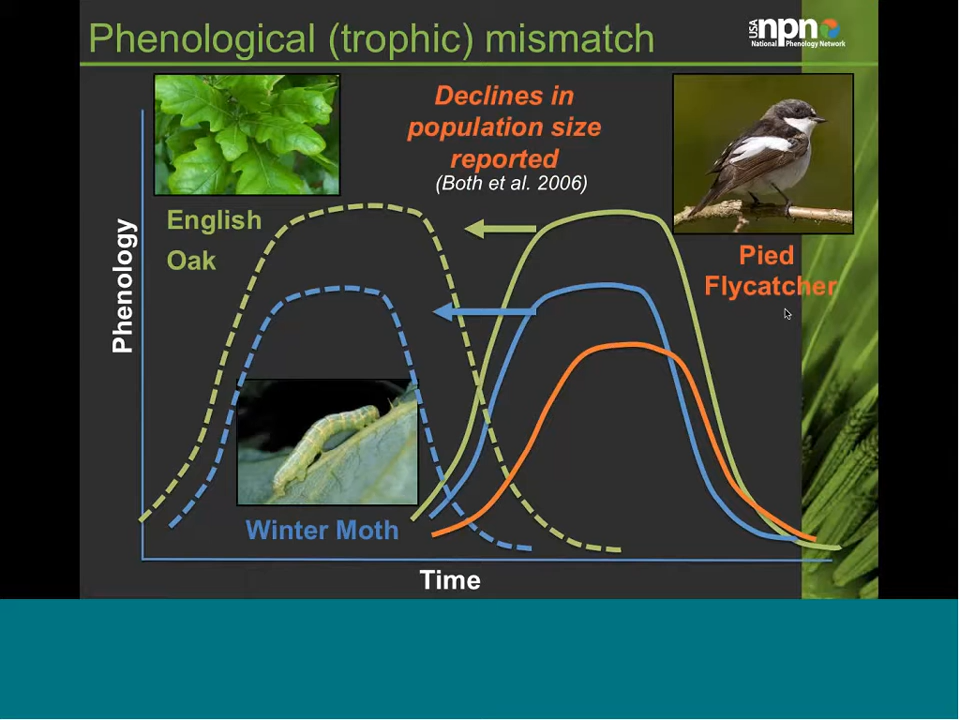 Phenological (trophic) mismatch
USA
npn
National Phenology Network
Declines in
population size
reported
(Both et al. 2006)
English
Oak
Pied
Flycatcher
Phenology
Winter Moth
Time